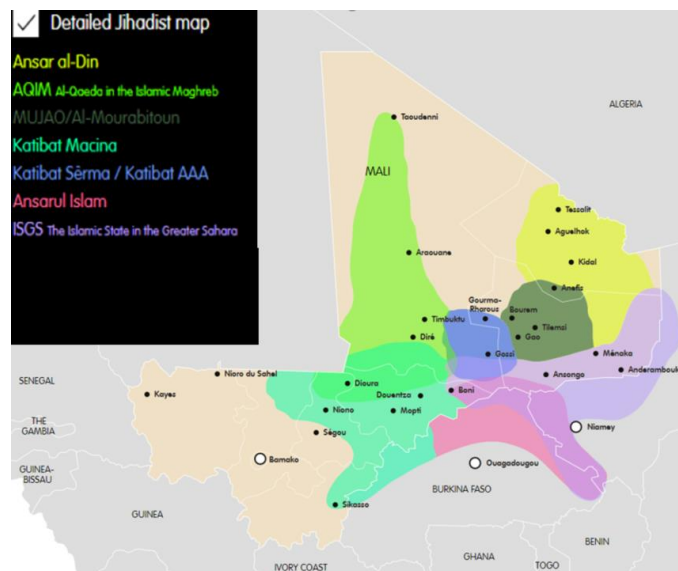 Detailed Jihadist map
Ansar al-Din
AQIM Al-Qaeda in the Islamic Maghreb
MUJAO/Al-Mourabitoun
Katibat Macina
Katibat Sērma / Katibat AAA
Ansarul Islam
ISGS The Islamic State in the Greater Sahara
ALGERIA
Taoudenni
MALI
Tessalit
Aguelhok
Araouane
Kidal
Anefis
Gourma-
Rharous
Bourem
Timbuktu
Tilemsi
Diré
Gao
Gossi
Ménaka
Anderamboukane
Ansongo
Nioro du Sahel
SENEGAL
Kayes
Dioura
Douentza
Boni
Niono
Mopti
THE
GAMBIA
Ségou
Niamey
Bamako
Ouagadougou
GUINEA-
BISSAU
BURKINA FASO
Sikasso
GUINEA
BENIN
GHANA
TOGO
IVORY COAST